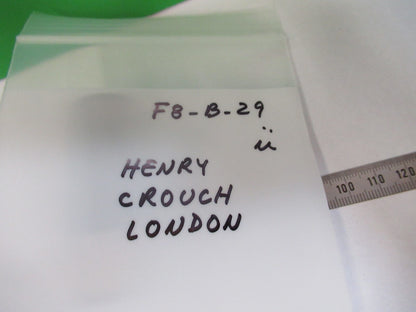 F8-B-29
ü
HENRY
CROUCH
LONDON
100 110 120